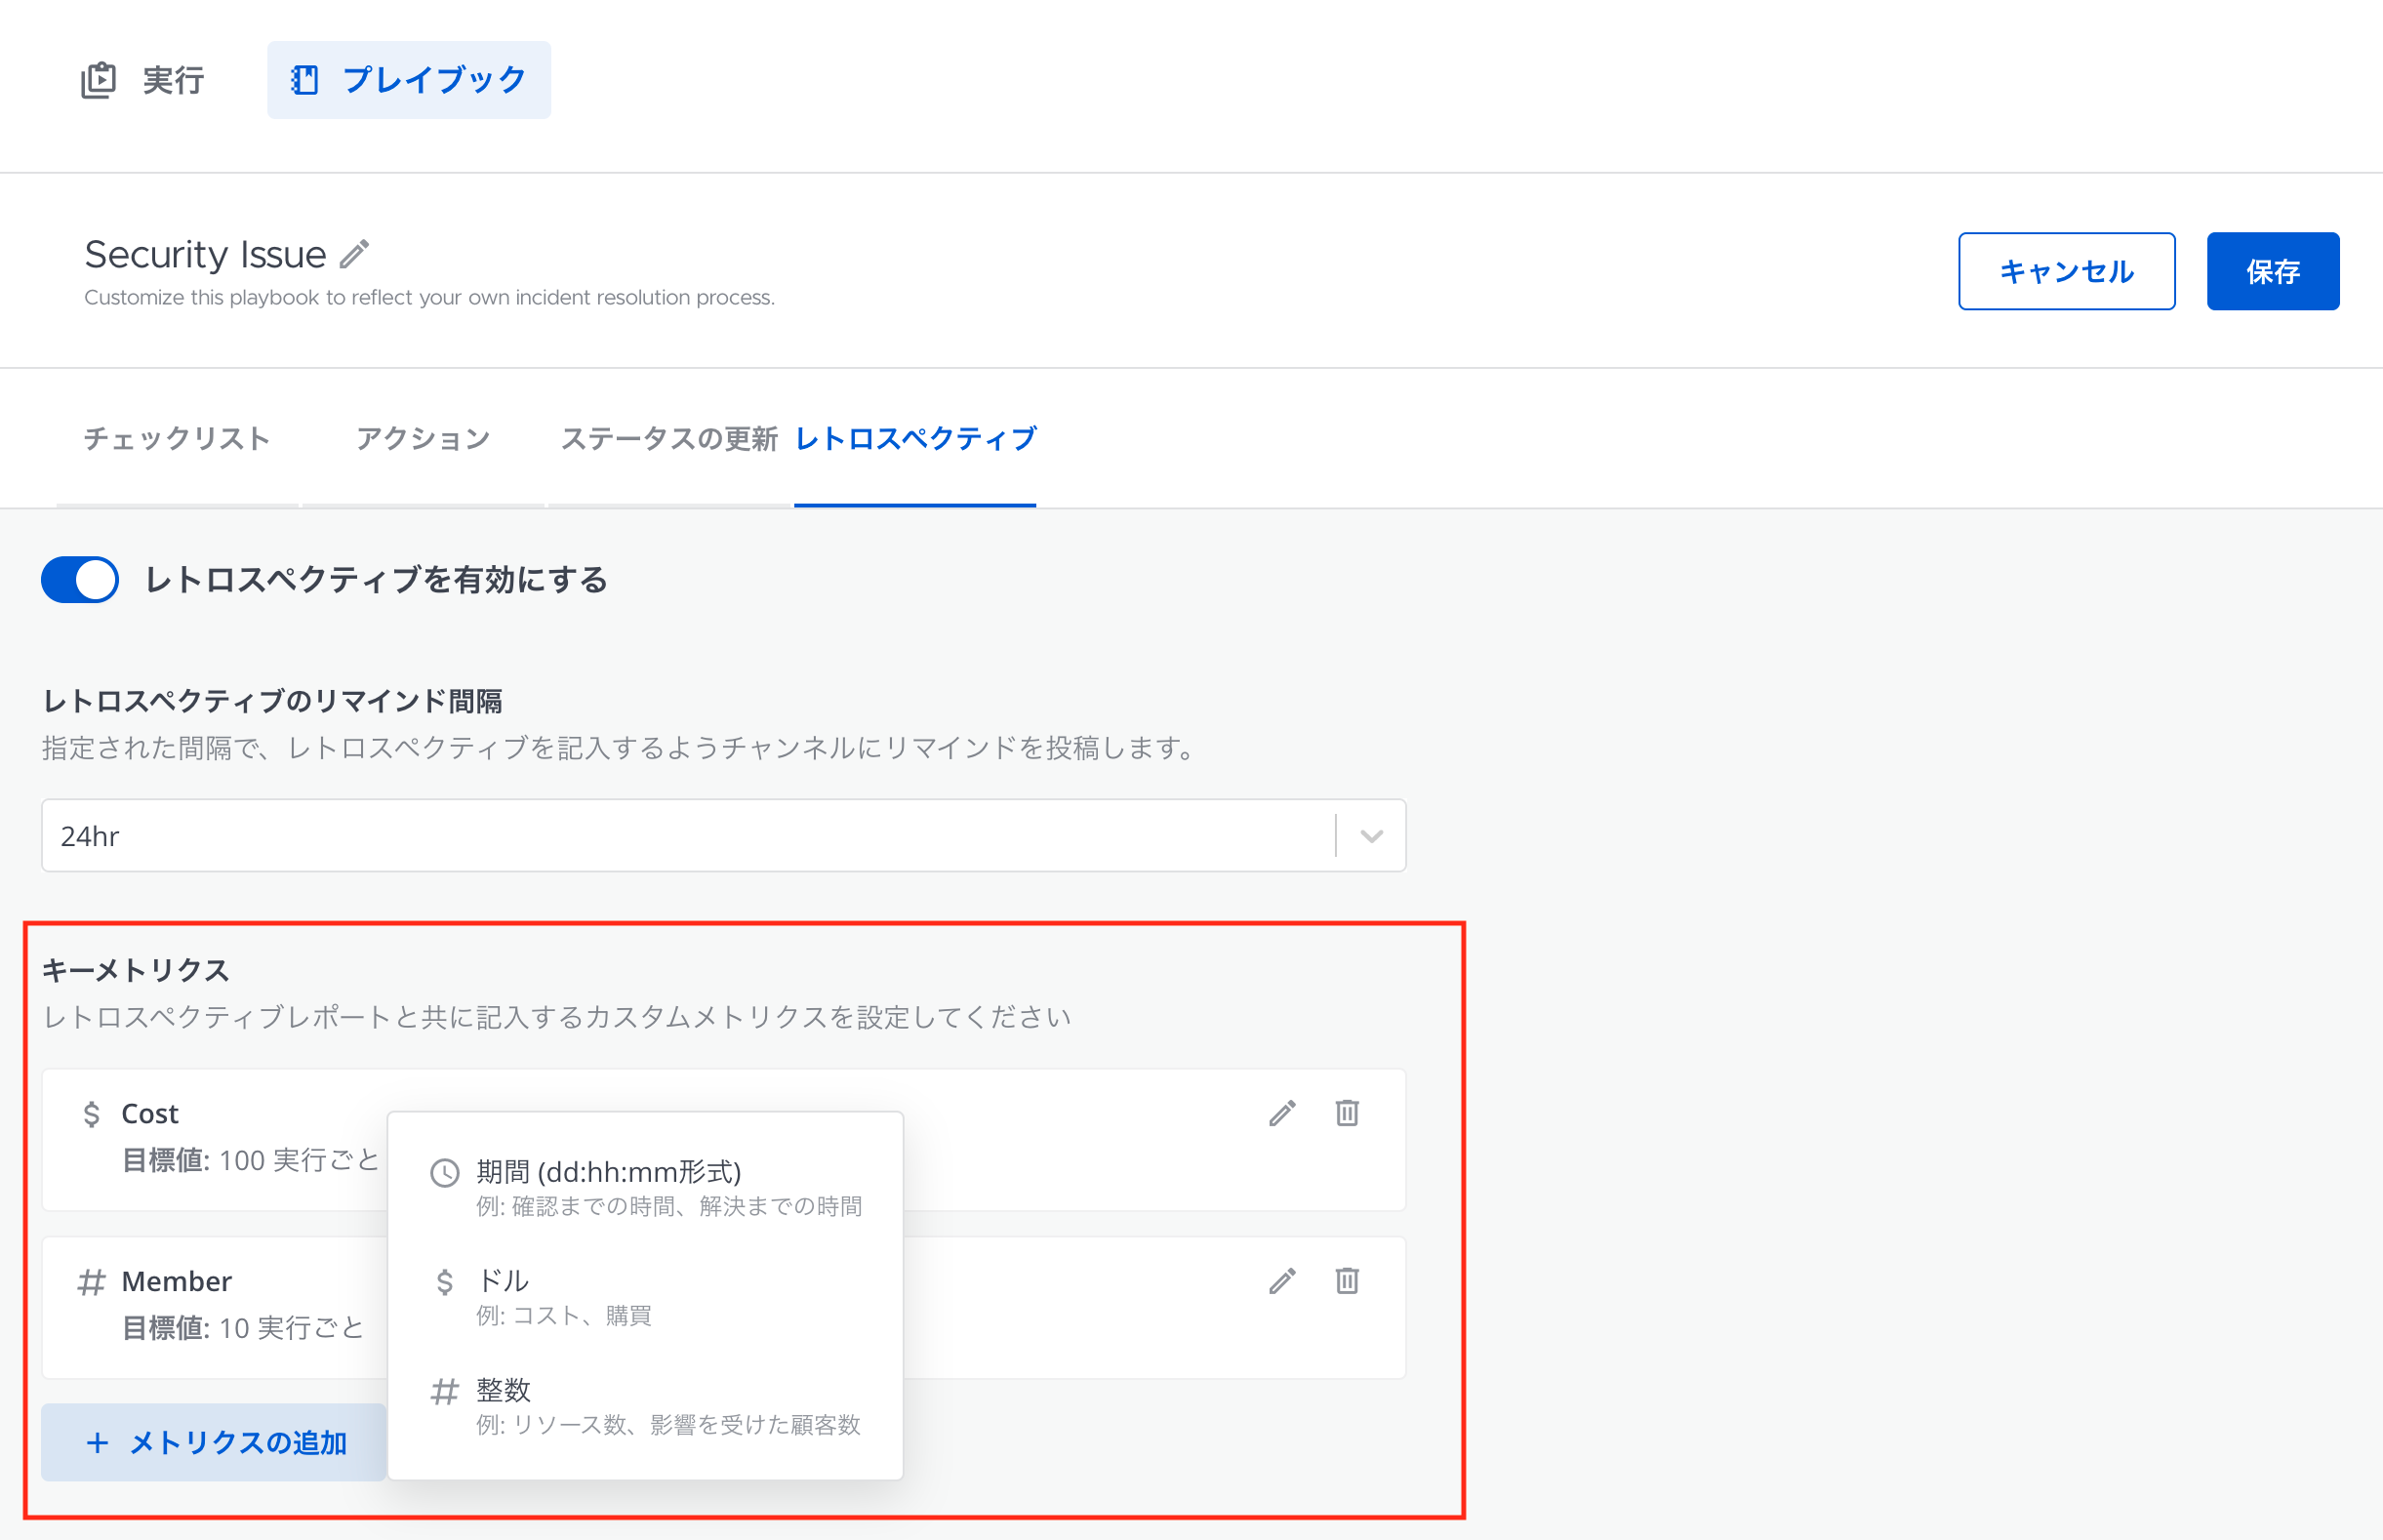 実行
プレイブック
Security Issue
Customize this playbook to reflect your own incident resolution process.
キャンセル
保存
チェックリスト
アクション
ステータスの更新
レトロスペクティブ
レトロスペクティブを有効にする
レトロスペクティブのリマインド間隔
指定された間隔で、レトロスペクティブを記入するようチャンネルにリマインドを投稿します。
24hr
キーメトリクス
レトロスペクティブレポートと共に記入するカスタムメトリクスを設定してください
$ Cost
目標値: 100 実行ごと
# Member
目標値: 10 実行ごと
+ メトリクスの追加
期間 (dd:hh:mm形式)
例: 確認までの時間、解決までの時間
$ ドル
例: コスト、購買
# 整数
例: リソース数、影響を受けた顧客数